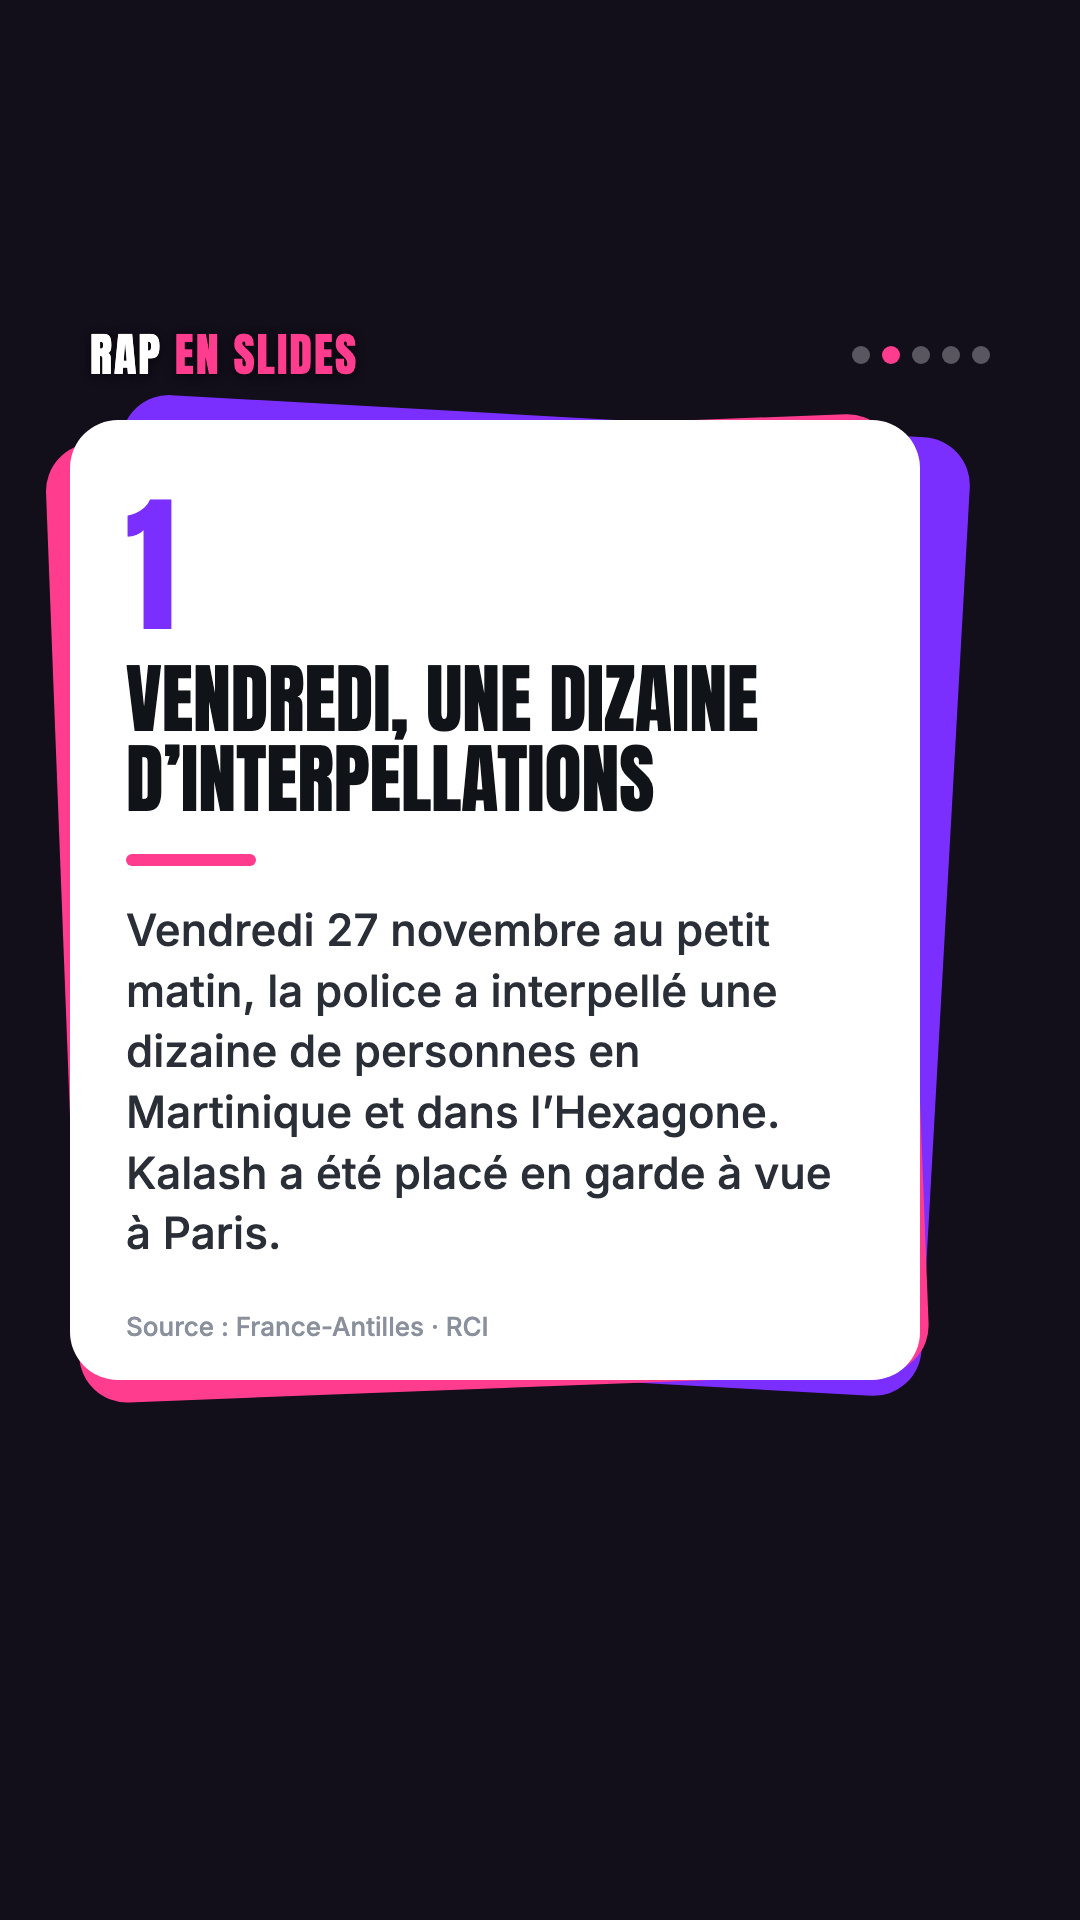 RAP EN SLIDES
1
VENDREDI, UNE DIZAINE
D’INTERPELLATIONS
Vendredi 27 novembre au petit
matin, la police a interpellé une
dizaine de personnes en
Martinique et dans l’Hexagone.
Kalash a été placé en garde à vue
à Paris.
Source : France-Antilles · RCI